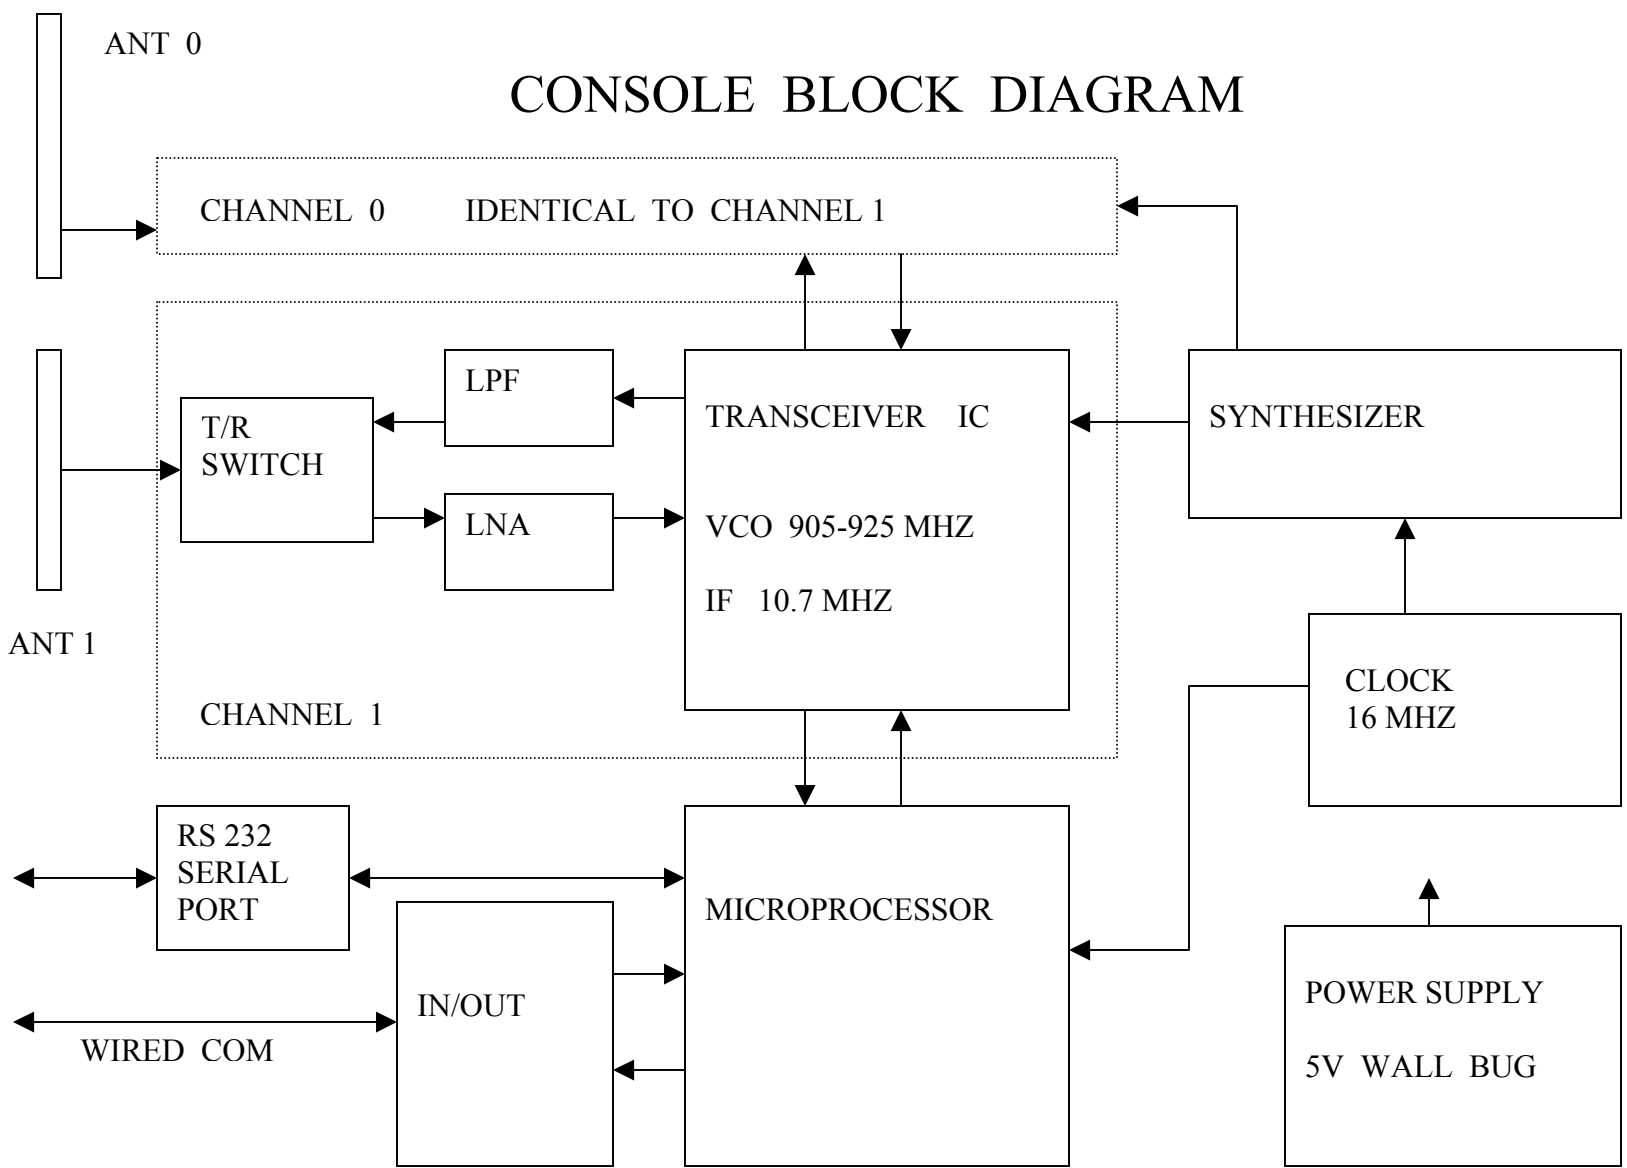 ANT 0
CONSOLE BLOCK DIAGRAM
CHANNEL 0 IDENTICAL TO CHANNEL 1
LPF
T/R
SWITCH
TRANSCEIVER IC
SYNTHESIZER
LNA
VCO 905-925 MHZ
IF 10.7 MHZ
ANT 1
CLOCK
16 MHZ
CHANNEL 1
RS 232
SERIAL
PORT
MICROPROCESSOR
IN/OUT
POWER SUPPLY
WIRED COM
5V WALL BUG